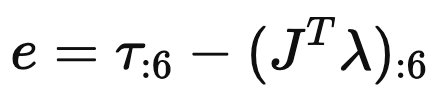 e = τ_{:6} − (J^T λ)_{:6}